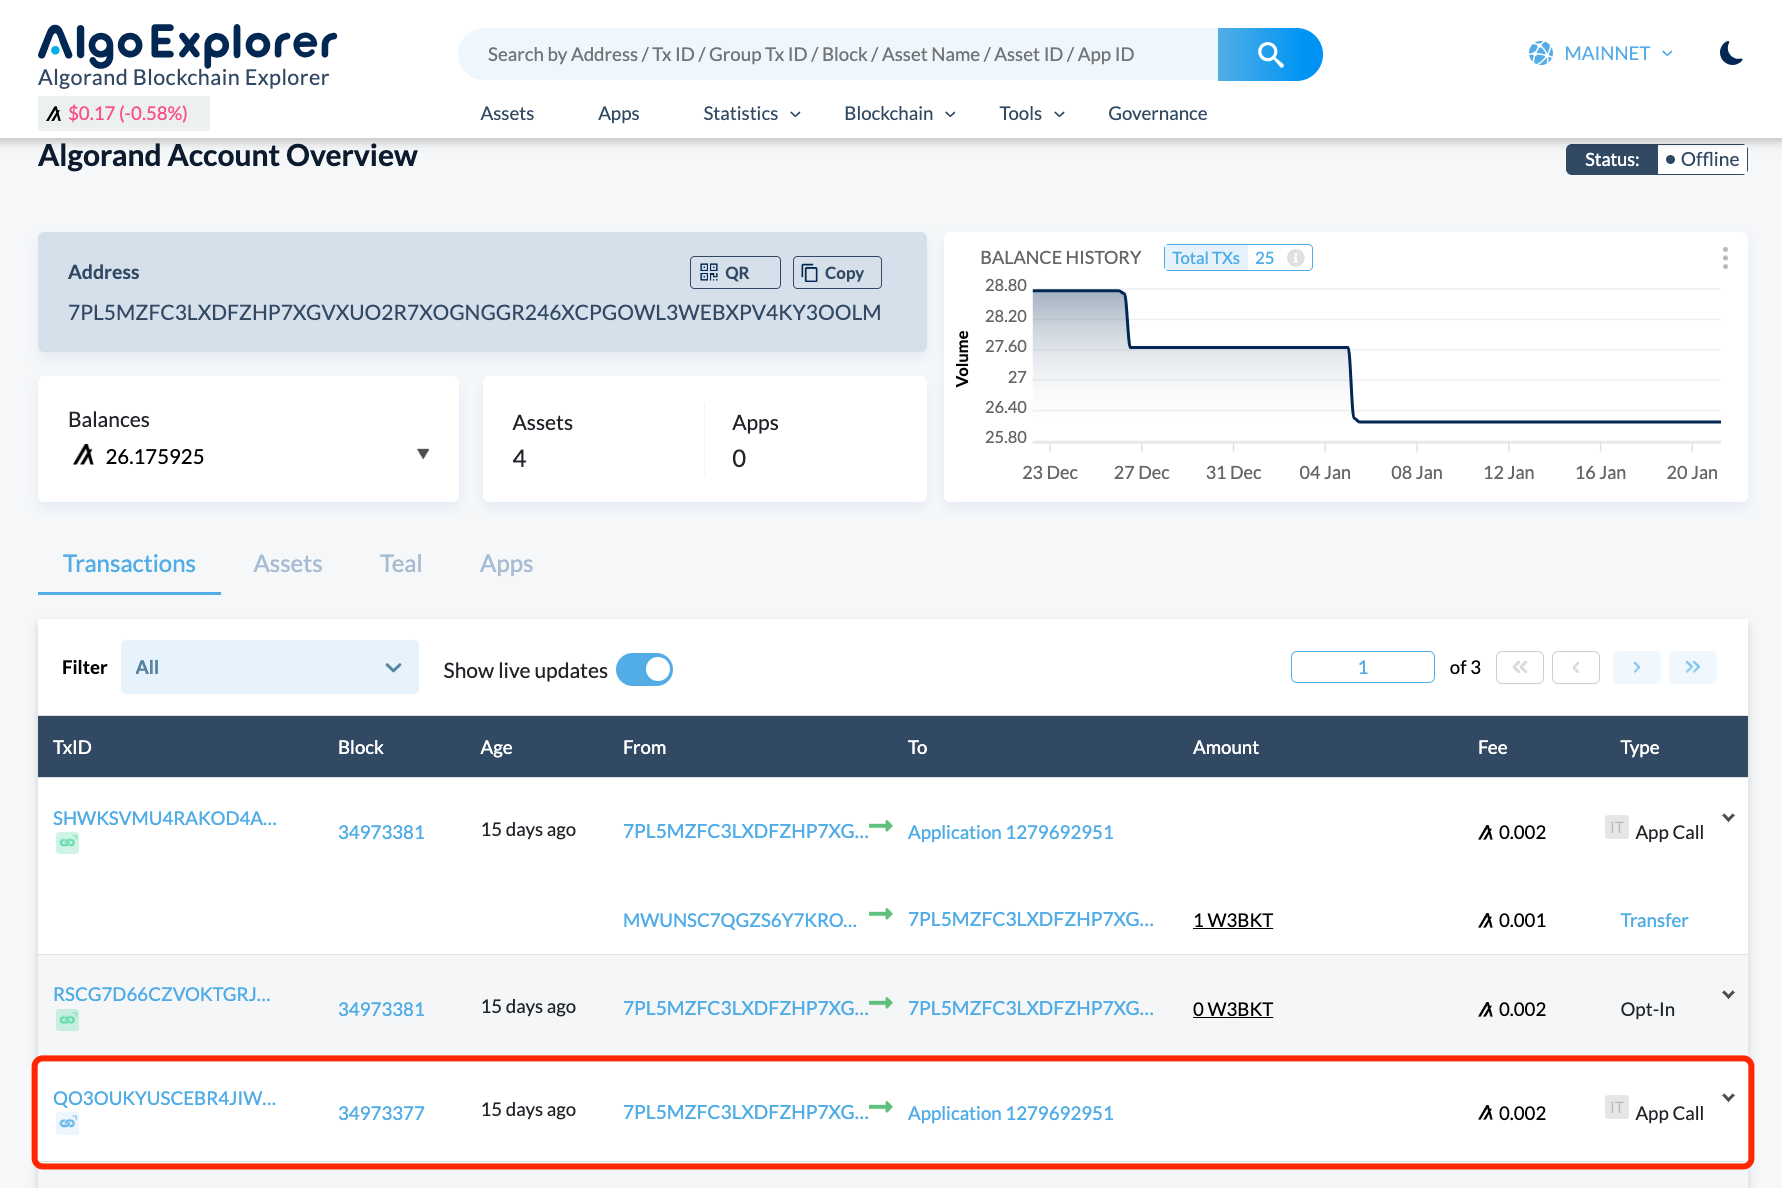 AlgoExplorer
Algorand Blockchain Explorer
$0.17 (-0.58%)
Search by Address / Tx ID / Group Tx ID / Block / Asset Name / Asset ID / App ID
MAINNET
Assets Apps Statistics Blockchain Tools Governance
Algorand Account Overview
Status: • Offline
Address
QR
Copy
7PL5MZFC3LXDFZHP7XGVXUO2R7XOGNGGR246XCPGOWL3WEBXPV4KY3OOLM
Balances
26.175925
Assets
4
Apps
0
BALANCE HISTORY
Total TXs 25
Volume
28.80
28.20
27.60
27
26.40
25.80
23 Dec 27 Dec 31 Dec 04 Jan 08 Jan 12 Jan 16 Jan 20 Jan
Transactions Assets Teal Apps
Filter All
Show live updates
1 of 3
TxID Block Age From To Amount Fee Type
SHWKSVMU4RAKOD4A... 34973381 15 days ago 7PL5MZFC3LXDFZHP7XG... Application 1279692951 0.002 IT App Call
MWUNSC7QGZS6Y7KRO... 7PL5MZFC3LXDFZHP7XG... 1 W3BKT 0.001 Transfer
RSCG7D66CZVOKTGRJ... 34973381 15 days ago 7PL5MZFC3LXDFZHP7XG... 7PL5MZFC3LXDFZHP7XG... 0 W3BKT 0.002 Opt-In
QO3OUKYUSCEBR4JIW... 34973377 15 days ago 7PL5MZFC3LXDFZHP7XG... Application 1279692951 0.002 IT App Call